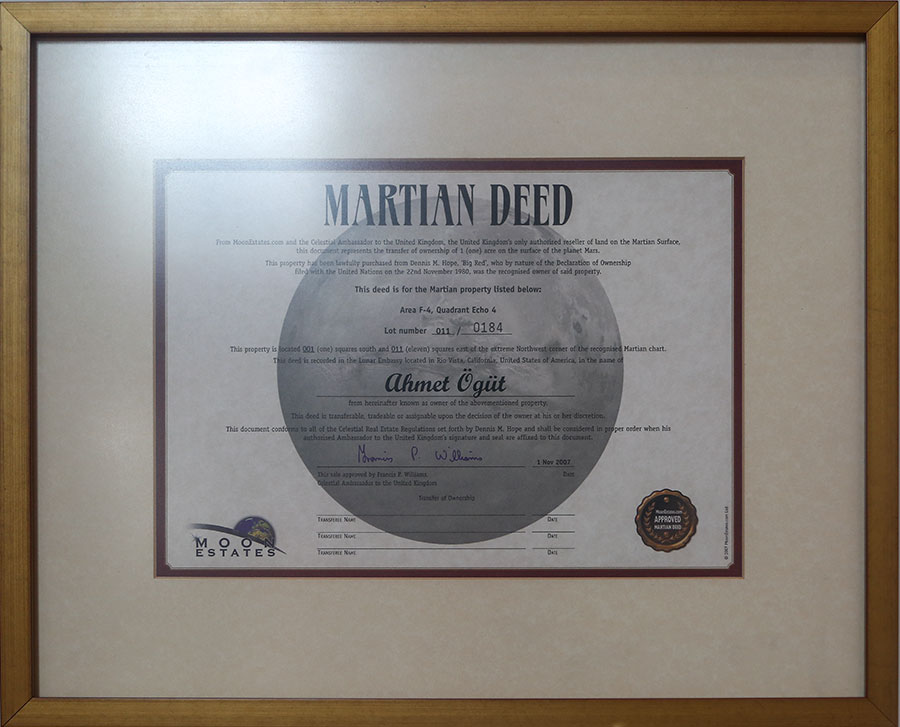 MARTIAN DEED
From MoonEstates.com and the Celestial Ambassador to the United Kingdom, the United Kingdom's only authorised reseller of land on the Martian Surface,
this document represents the transfer of ownership of 1 (one) acre on the surface of the planet Mars.
This property has been lawfully purchased from Dennis M. Hope, 'Big Red', who by nature of the Declaration of Ownership
filed with the United Nations on the 22nd November 1980, was the recognised owner of said property.
This deed is for the Martian property listed below:
Area F-4, Quadrant Echo 4
Lot number 011 / 0184
This property is located 001 (one) squares south and 011 (eleven) squares east of the extreme Northwest corner of the recognised Martian chart.
This deed is recorded in the Lunar Embassy located in Rio Vista, California, United States of America, in the name of
Ahmet Ögüt
from hereinafter known as owner of the abovementioned property.
This deed is transferable, tradeable or assignable upon the decision of the owner at his or her discretion.
This document conforms to all of the Celestial Real Estate Regulations set forth by Dennis M. Hope and shall be considered in proper order when his
authorised Ambassador to the United Kingdom's signature and seal are affixed to this document.
Francis P. Williams
1 Nov 2007
This sale approved by Francis P. Williams, Date
Celestial Ambassador to the United Kingdom
Transfer of Ownership
TRANSFEREE NAME DATE
TRANSFEREE NAME DATE
TRANSFEREE NAME DATE
MOON
ESTATES
MoonEstates.com
APPROVED
MARTIAN DEED
© 2007 MoonEstates.com Ltd